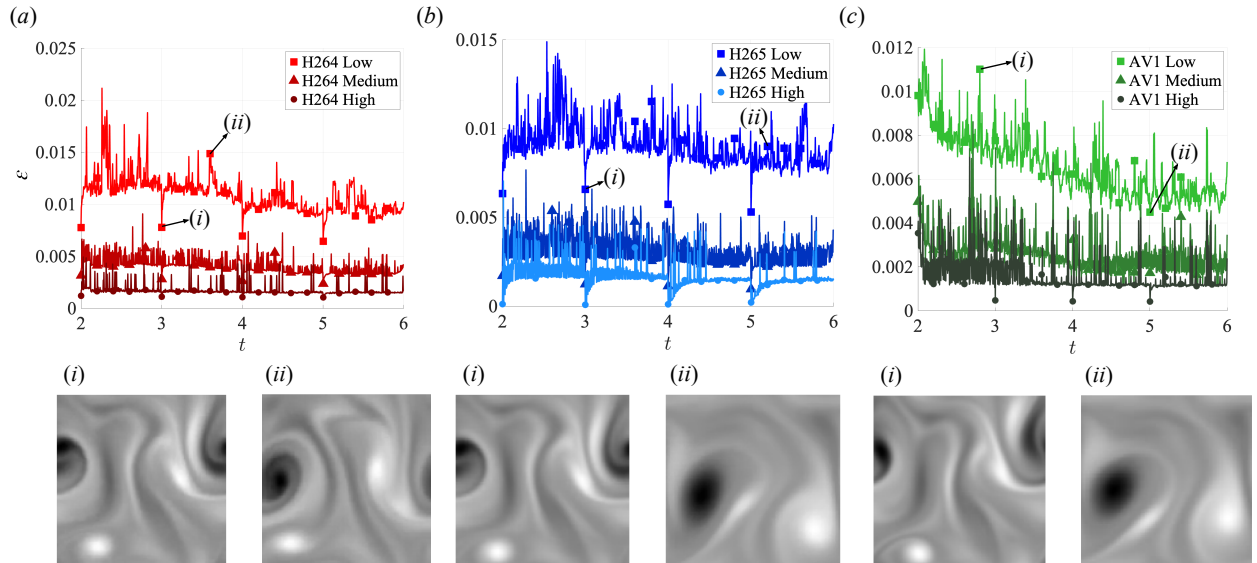 (a)
0.025
0.02
0.015
0.01
0.005
0
ε
2
3
4
5
6
t
H264 Low
H264 Medium
H264 High
(ii)
(i)
(b)
0.015
0.01
0.005
0
2
3
4
5
6
t
H265 Low
H265 Medium
H265 High
(ii)
(i)
(c)
0.012
0.01
0.008
0.006
0.004
0.002
0
2
3
4
5
6
t
AV1 Low
AV1 Medium
AV1 High
(i)
(ii)
(i)
(ii)
(i)
(ii)
(i)
(ii)